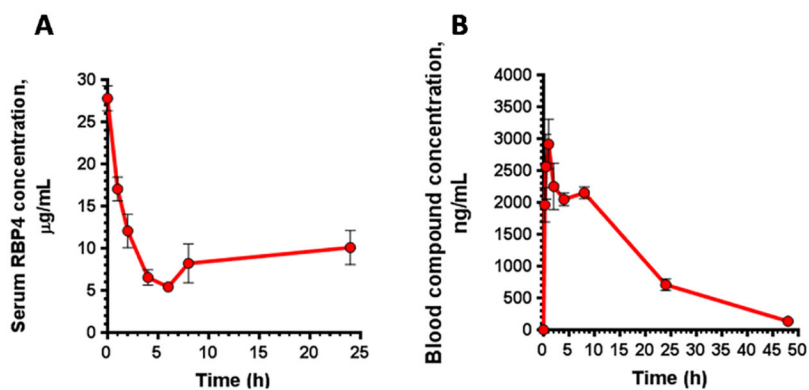 A
Serum RBP4 concentration,
µg/mL
30
25
20
15
10
5
0
0 5 10 15 20 25
Time (h)
B
Blood compound concentration,
ng/mL
4000
3500
3000
2500
2000
1500
1000
500
0
0 5 10 15 20 25 30 35 40 45 50
Time (h)